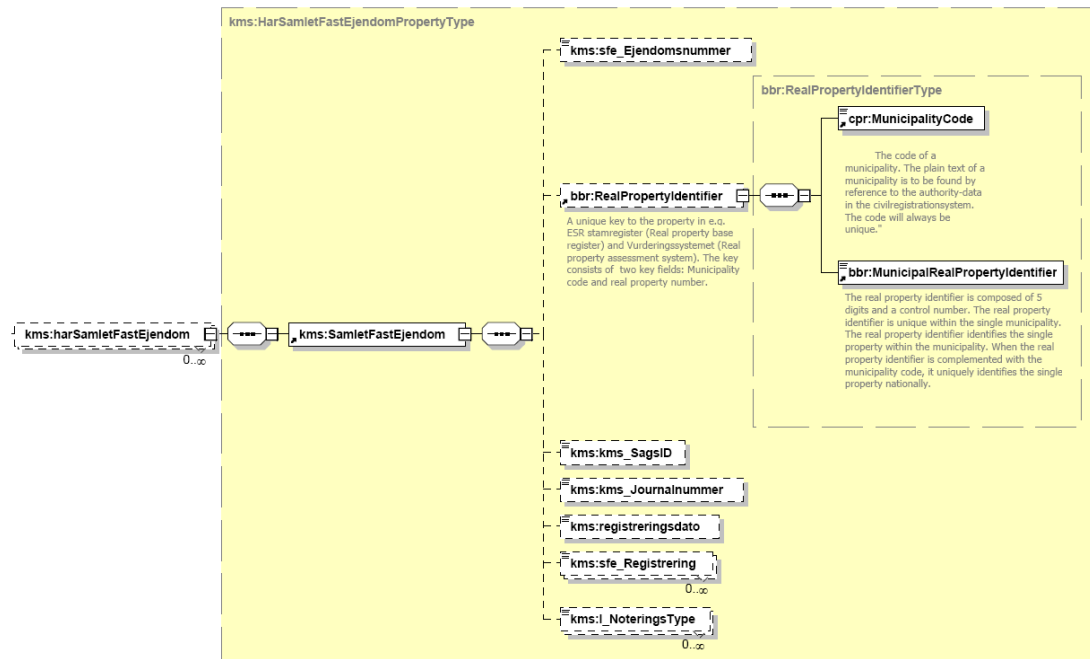 kms:HarSamletFastEjendomPropertyType
kms:sfe_Ejendomsnummer
bbr:RealPropertyIdentifierType
cpr:MunicipalityCode
The code of a
municipality. The plain text of a
municipality is to be found by
reference to the authority-data
in the civilregistrationsystem.
The code will always be
unique."
bbr:RealPropertyIdentifier
A unique key to the property in e.g.
ESR stamregister (Real property base
register) and Vurderingssystemet (Real
property assessment system). The key
consists of two key fields: Municipality
code and real property number.
bbr:MunicipalRealPropertyIdentifier
The real property identifier is composed of 5
digits and a control number. The real property
identifier is unique within the single municipality.
The real property identifier identifies the single
property within the municipality. When the real
property identifier is complemented with the
municipality code, it uniquely identifies the single
property nationally.
kms:harSamletFastEjendom
0..∞
kms:SamletFastEjendom
kms:kms_SagsID
kms:kms_Journalnummer
kms:registreringsdato
kms:sfe_Registrering
0..∞
kms:l_NoteringsType
0..∞